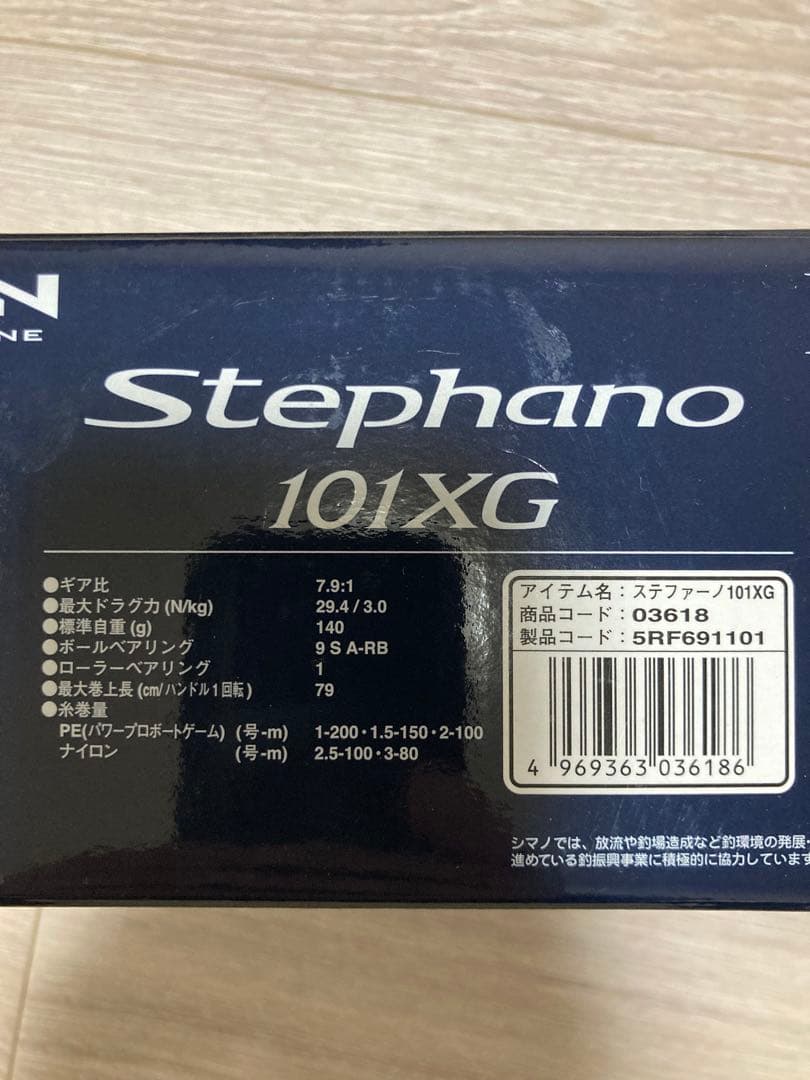 NE
Stephano
101XG
●ギア比 7.9:1
●最大ドラグ力(N/kg) 29.4 / 3.0
●標準自重(g) 140
●ボールベアリング 9 S A-RB
●ローラーベアリング 1
●最大巻上長(cm/ハンドル1回転) 79
●糸巻量
PE(パワープロボートゲーム) (号-m) 1-200・1.5-150・2-100
ナイロン (号-m) 2.5-100・3-80
アイテム名:ステファーノ101XG
商品コード:03618
製品コード:5RF691101
4 969363 036186
シマノでは、放流や釣場造成など釣環境の発展・
進めている釣振興事業に積極的に協力しています